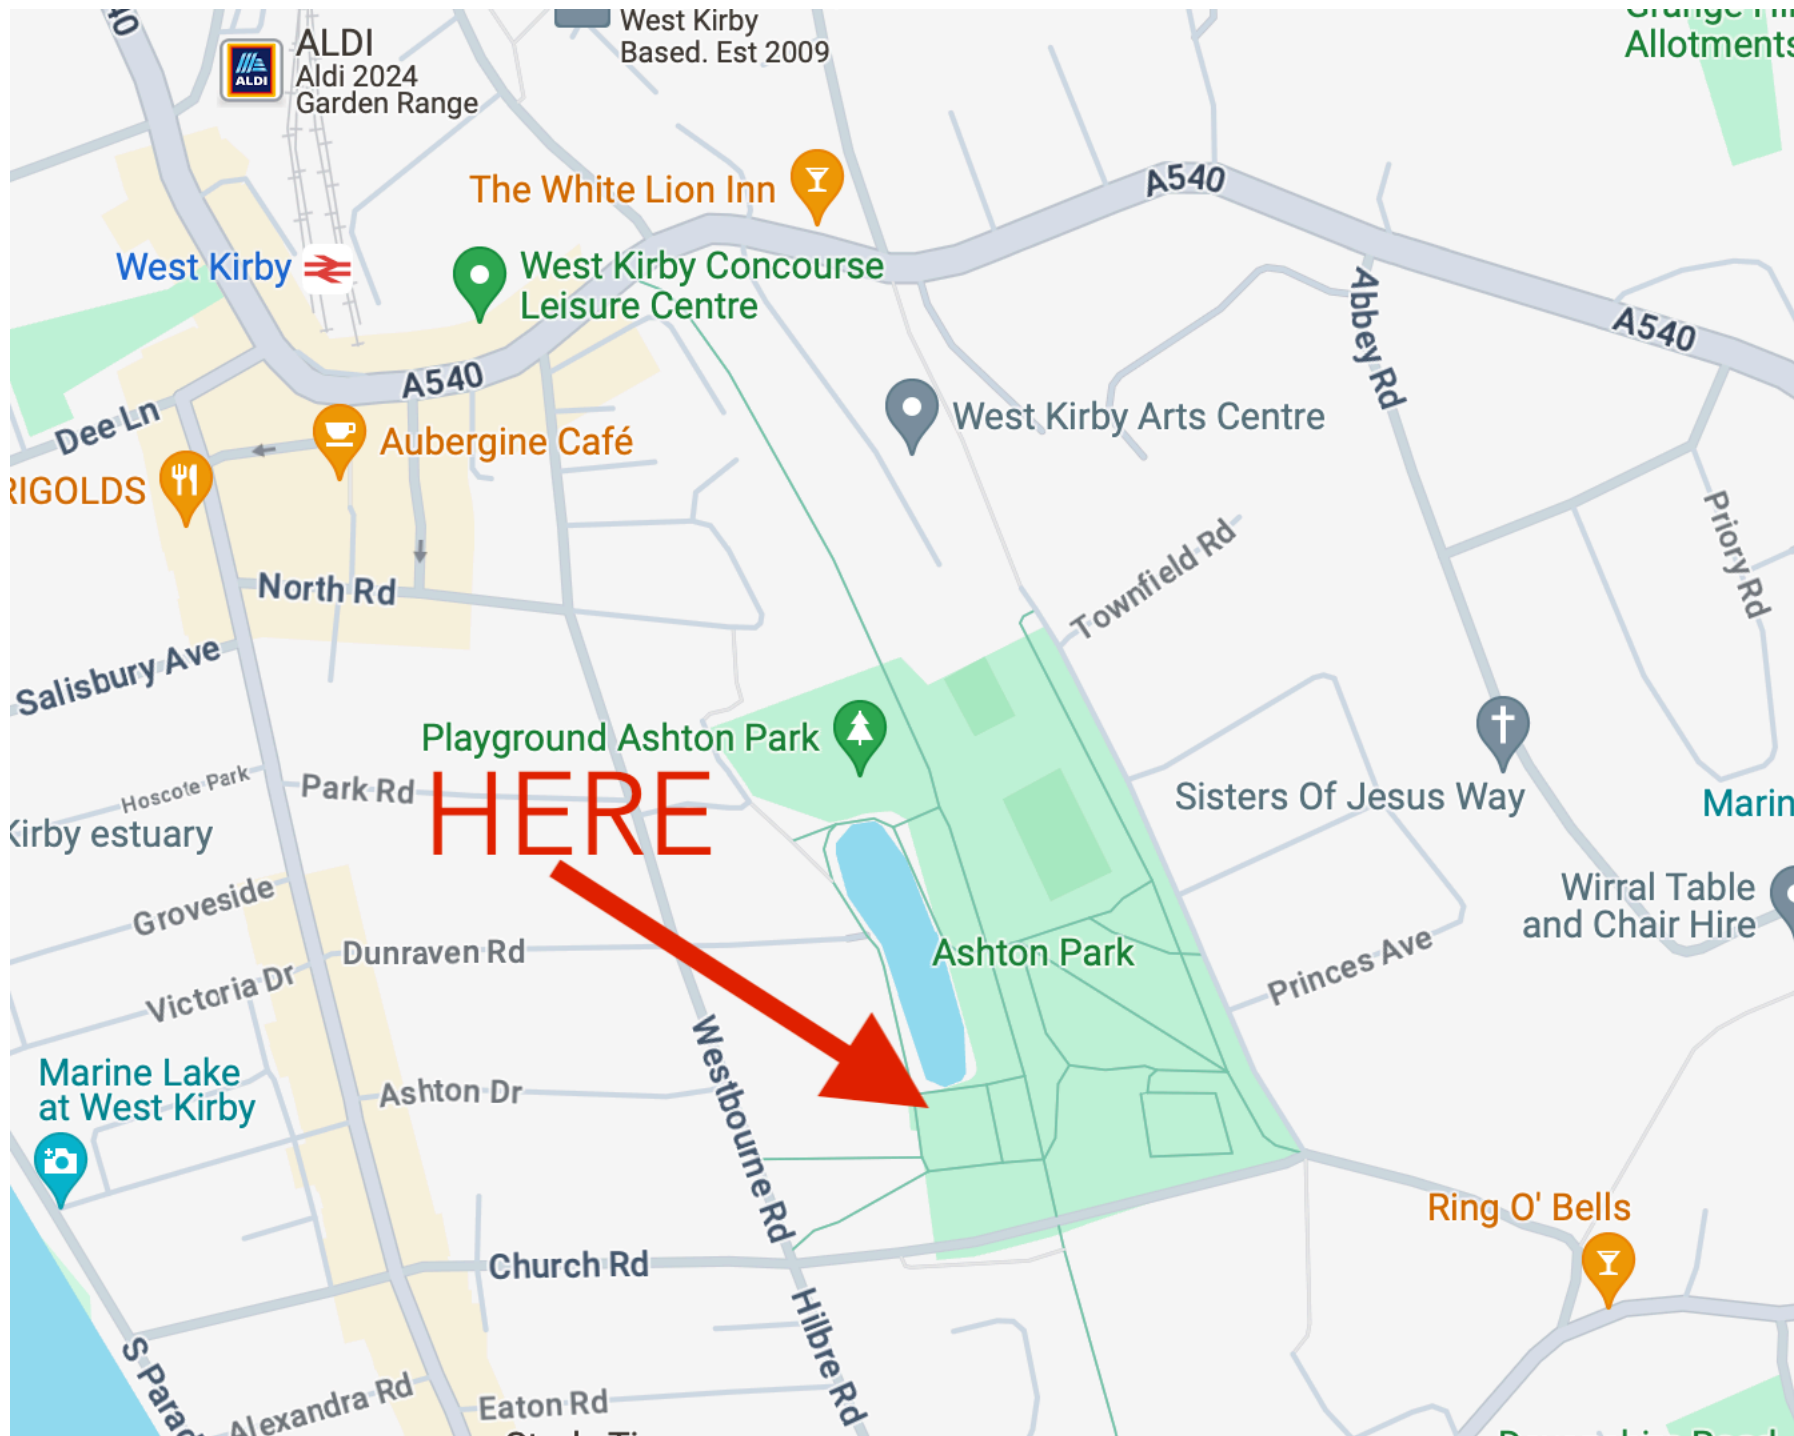 ALDI
Aldi 2024
Garden Range
ALDI
West Kirby
Based. Est 2009
Allotments
The White Lion Inn
A540
West Kirby
West Kirby Concourse
Leisure Centre
Abbey Rd
A540
A540
Dee Ln
Aubergine Café
West Kirby Arts Centre
RIGOLDS
Priory Rd
North Rd
Townfield Rd
Salisbury Ave
Playground Ashton Park
Hoscote Park
Park Rd
HERE
Sisters Of Jesus Way
Marin
Kirby estuary
Groveside
Wirral Table
and Chair Hire
Dunraven Rd
Ashton Park
Princes Ave
Victoria Dr
Westbourne Rd
Marine Lake
at West Kirby
Ashton Dr
Ring O' Bells
Church Rd
Hilbre Rd
S Parad
Alexandra Rd
Eaton Rd